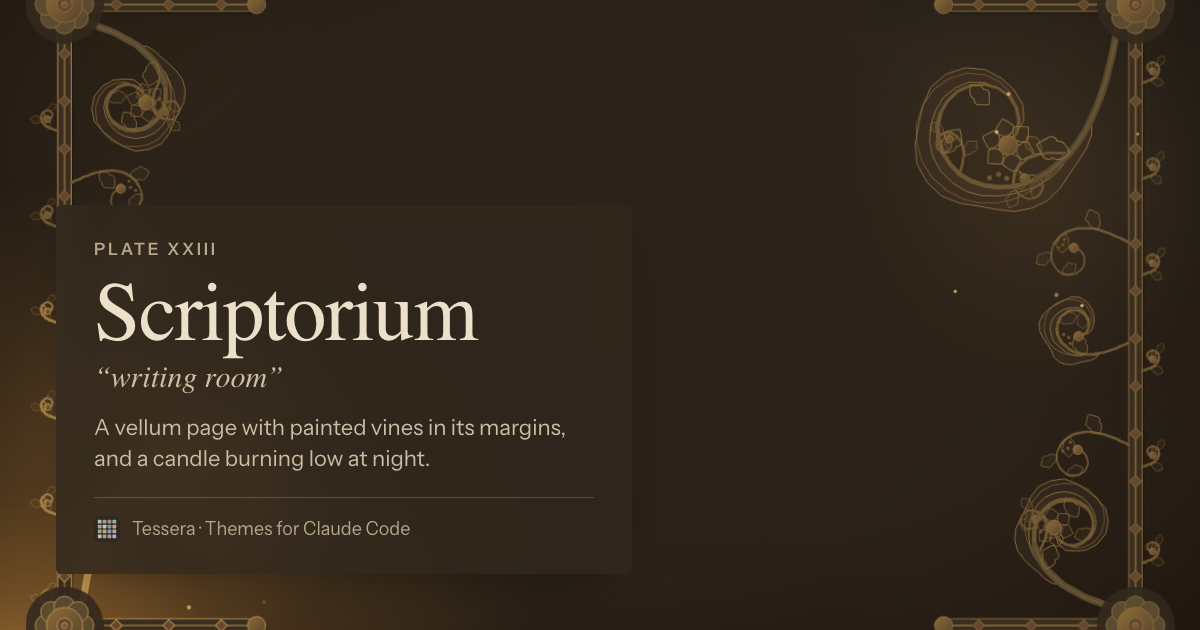 PLATE XXIII
Scriptorium
“writing room”
A vellum page with painted vines in its margins,
and a candle burning low at night.
Tessera · Themes for Claude Code